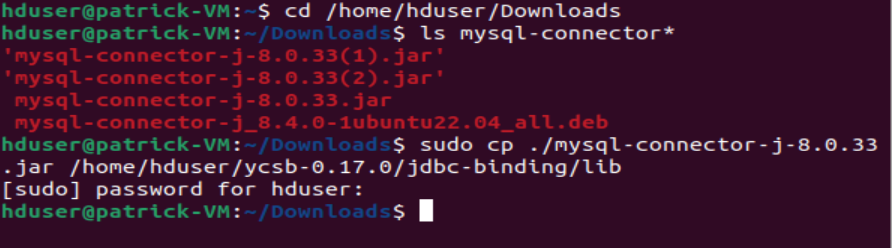 hduser@patrick-VM:~$ cd /home/hduser/Downloads
hduser@patrick-VM:~/Downloads$ ls mysql-connector*
'mysql-connector-j-8.0.33(1).jar'
'mysql-connector-j-8.0.33(2).jar'
mysql-connector-j-8.0.33.jar
mysql-connector-j_8.4.0-1ubuntu22.04_all.deb
hduser@patrick-VM:~/Downloads$ sudo cp ./mysql-connector-j-8.0.33
.jar /home/hduser/ycsb-0.17.0/jdbc-binding/lib
[sudo] password for hduser:
hduser@patrick-VM:~/Downloads$